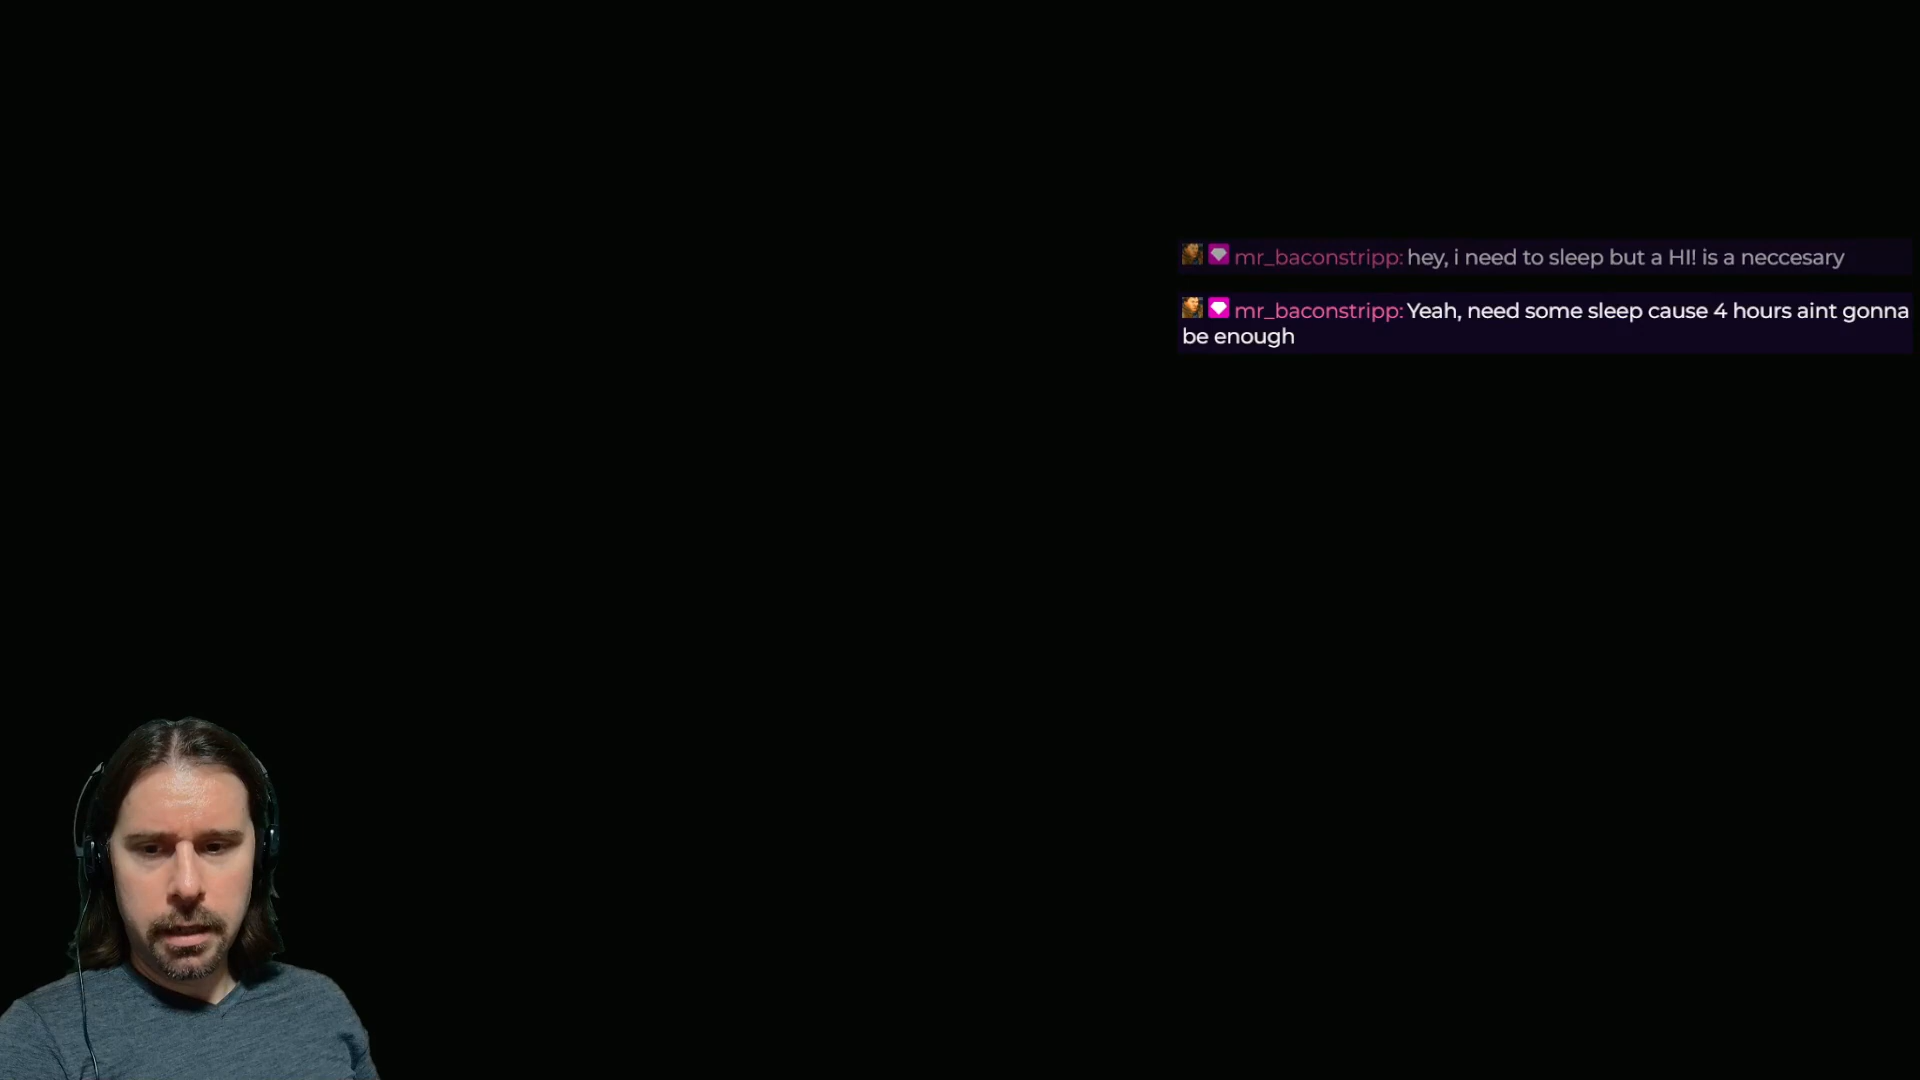 mr_baconstripp: hey, i need to sleep but a HI! is a neccesary
mr_baconstripp: Yeah, need some sleep cause 4 hours aint gonna
be enough